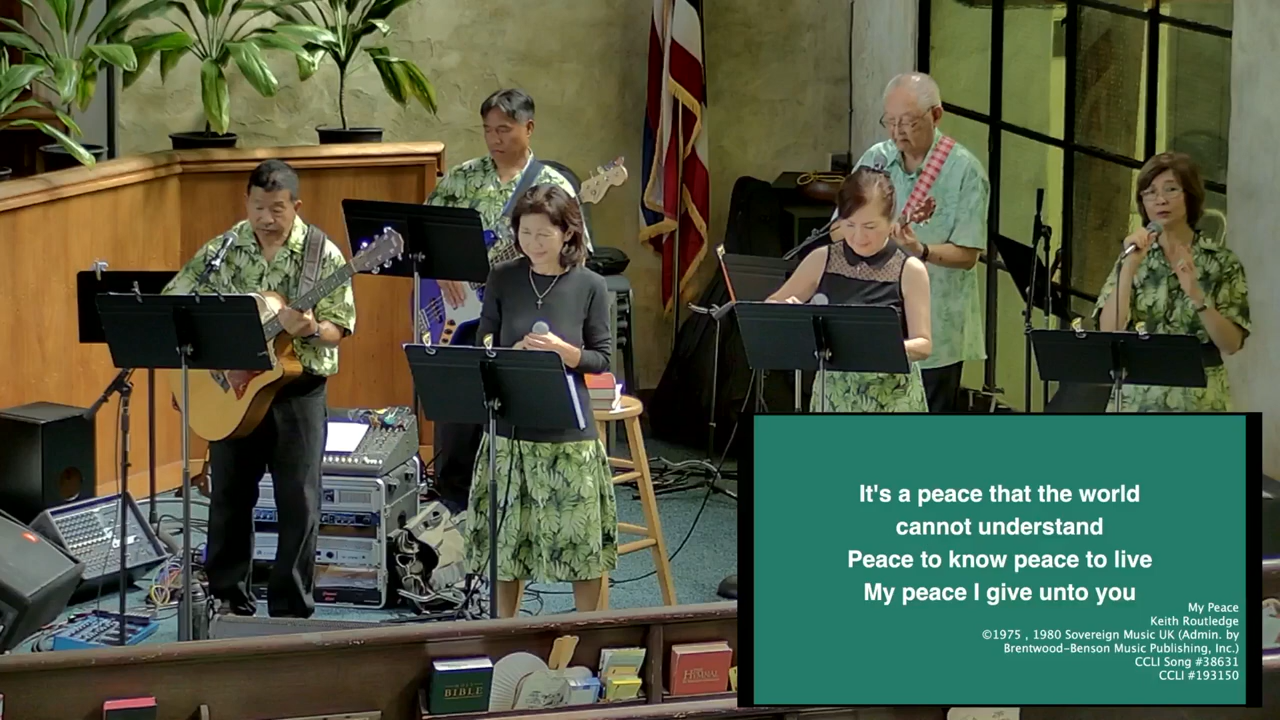 It's a peace that the world
cannot understand
Peace to know peace to live
My peace I give unto you
My Peace
Keith Routledge
©1975 , 1980 Sovereign Music UK (Admin. by
Brentwood-Benson Music Publishing, Inc.)
CCLI Song #38631
CCLI #193150
BIBLE
HYMNAL